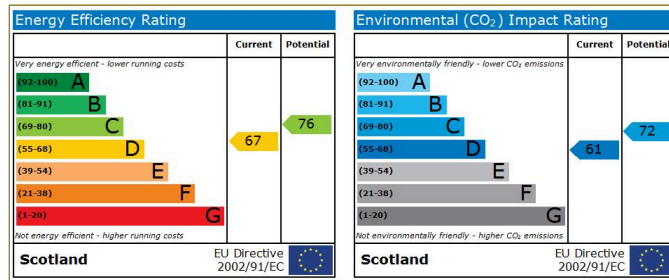 Energy Efficiency Rating
Current Potential
Very energy efficient - lower running costs
(92-100) A
(81-91) B
(69-80) C
76
(55-68) D
67
(39-54) E
(21-38) F
(1-20) G
Not energy efficient - higher running costs
Scotland
EU Directive
2002/91/EC
Environmental (CO₂) Impact Rating
Current Potential
Very environmentally friendly - lower CO₂ emissions
(92-100) A
(81-91) B
(69-80) C
72
(55-68) D
61
(39-54) E
(21-38) F
(1-20) G
Not environmentally friendly - higher CO₂ emissions
Scotland
EU Directive
2002/91/EC